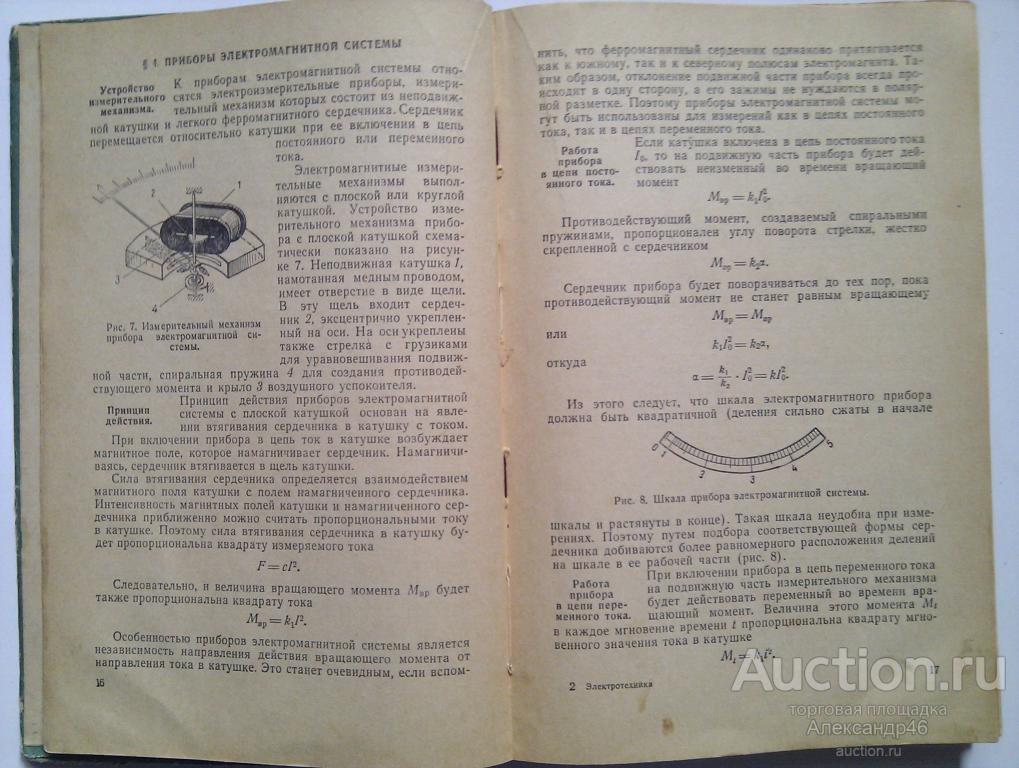 § 4. ПРИБОРЫ ЭЛЕКТРОМАГНИТНОЙ СИСТЕМЫ
Устройство
измерительного
механизма.
К приборам электромагнитной системы отно-
сятся электроизмерительные приборы, измери-
тельный механизм которых состоит из неподвиж-
ной катушки и легкого ферромагнитного сердечника. Сердечник
перемещается относительно катушки при ее включении в цепь
постоянного или переменного
тока.
Электромагнитные измери-
тельные механизмы выпол-
няются с плоской или круглой
катушкой. Устройство изме-
рительного механизма прибо-
ра с плоской катушкой схема-
тически показано на рисун-
ке 7. Неподвижная катушка 1,
намотанная медным проводом,
имеет отверстие в виде щели.
В эту щель входит сердеч-
ник 2, эксцентрично укреплен-
ный на оси. На оси укреплены
также стрелка с грузиками
для уравновешивания подвиж-
1
2
3
4
Рис. 7. Измерительный механизм
прибора электромагнитной си-
стемы.
ной части, спиральная пружина 4 для создания противодей-
ствующего момента и крыло 3 воздушного успокоителя.
Принцип
действия.
Принцип действия приборов электромагнитной
системы с плоской катушкой основан на явле-
нии втягивания сердечника в катушку с током.
При включении прибора в цепь ток в катушке возбуждает
магнитное поле, которое намагничивает сердечник. Намагничи-
ваясь, сердечник втягивается в щель катушки.
Сила втягивания сердечника определяется взаимодействием
магнитного поля катушки с полем намагниченного сердечника.
Интенсивность магнитных полей катушки и намагниченного сер-
дечника приближенно можно считать пропорциональными току
в катушке. Поэтому сила втягивания сердечника в катушку бу-
дет пропорциональна квадрату измеряемого тока
F = cI².
Следовательно, и величина вращающего момента Mвр будет
также пропорциональна квадрату тока
Mвр = k₁I².
Особенностью приборов электромагнитной системы является
независимость направления действия вращающего момента от
направления тока в катушке. Это станет очевидным, если вспом-
16
нить, что ферромагнитный сердечник одинаково притягивается
как к южному, так и к северному полюсам электромагнита. Та-
ким образом, отклонение подвижной части прибора всегда про-
исходит в одну сторону, а его зажимы не нуждаются в поляр-
ной разметке. Поэтому приборы электромагнитной системы мо-
гут быть использованы для измерений как в цепях постоянного
тока, так и в цепях переменного тока.
Работа
прибора
в цепи посто-
янного тока.
Если катушка включена в цепь постоянного тока
I₀, то на подвижную часть прибора будет дей-
ствовать неизменный во времени вращающий
момент
Mвр = k₁I₀².
Противодействующий момент, создаваемый спиральными
пружинами, пропорционален углу поворота стрелки, жестко
скрепленной с сердечником
Mпр = k₂α.
Сердечник прибора будет поворачиваться до тех пор, пока
противодействующий момент не станет равным вращающему
Mвр = Mпр
или
k₁I₀² = k₂α,
откуда
α = k₁/k₂ · I₀² = kI₀².
Из этого следует, что шкала электромагнитного прибора
должна быть квадратичной (деления сильно сжаты в начале
0 1 2 3 4 5
Рис. 8. Шкала прибора электромагнитной системы.
шкалы и растянуты в конце). Такая шкала неудобна при изме-
рениях. Поэтому путем подбора соответствующей формы сер-
дечника добиваются более равномерного расположения делений
на шкале в ее рабочей части (рис. 8).
Работа
прибора
в цепи пере-
менного тока.
При включении прибора в цепь переменного тока
на подвижную часть измерительного механизма
будет действовать переменный во времени вра-
щающий момент. Величина этого момента Mt
в каждое мгновение времени t пропорциональна квадрату мгно-
венного значения тока в катушке
Mt = k₁i².
2 Электротехника
17
Auction.ru
торговая площадка
Александр46
auction.ru